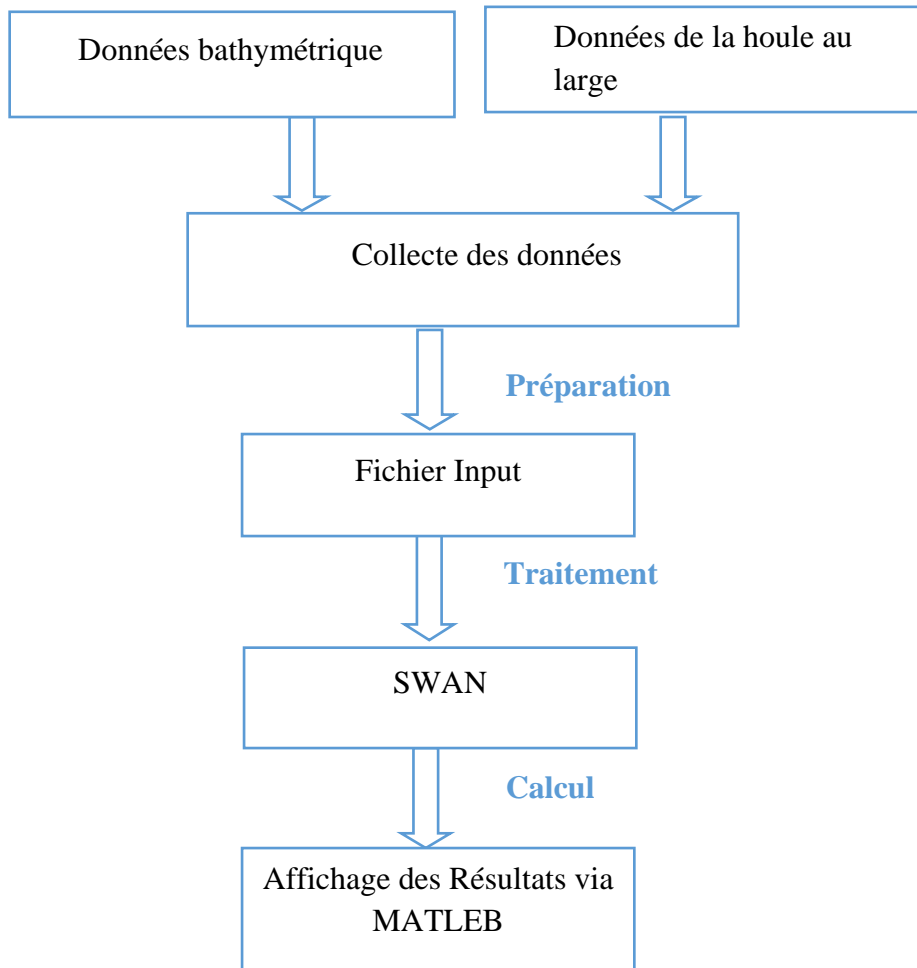 Données bathymétrique
Données de la houle au
large
Collecte des données
Préparation
Fichier Input
Traitement
SWAN
Calcul
Affichage des Résultats via
MATLEB